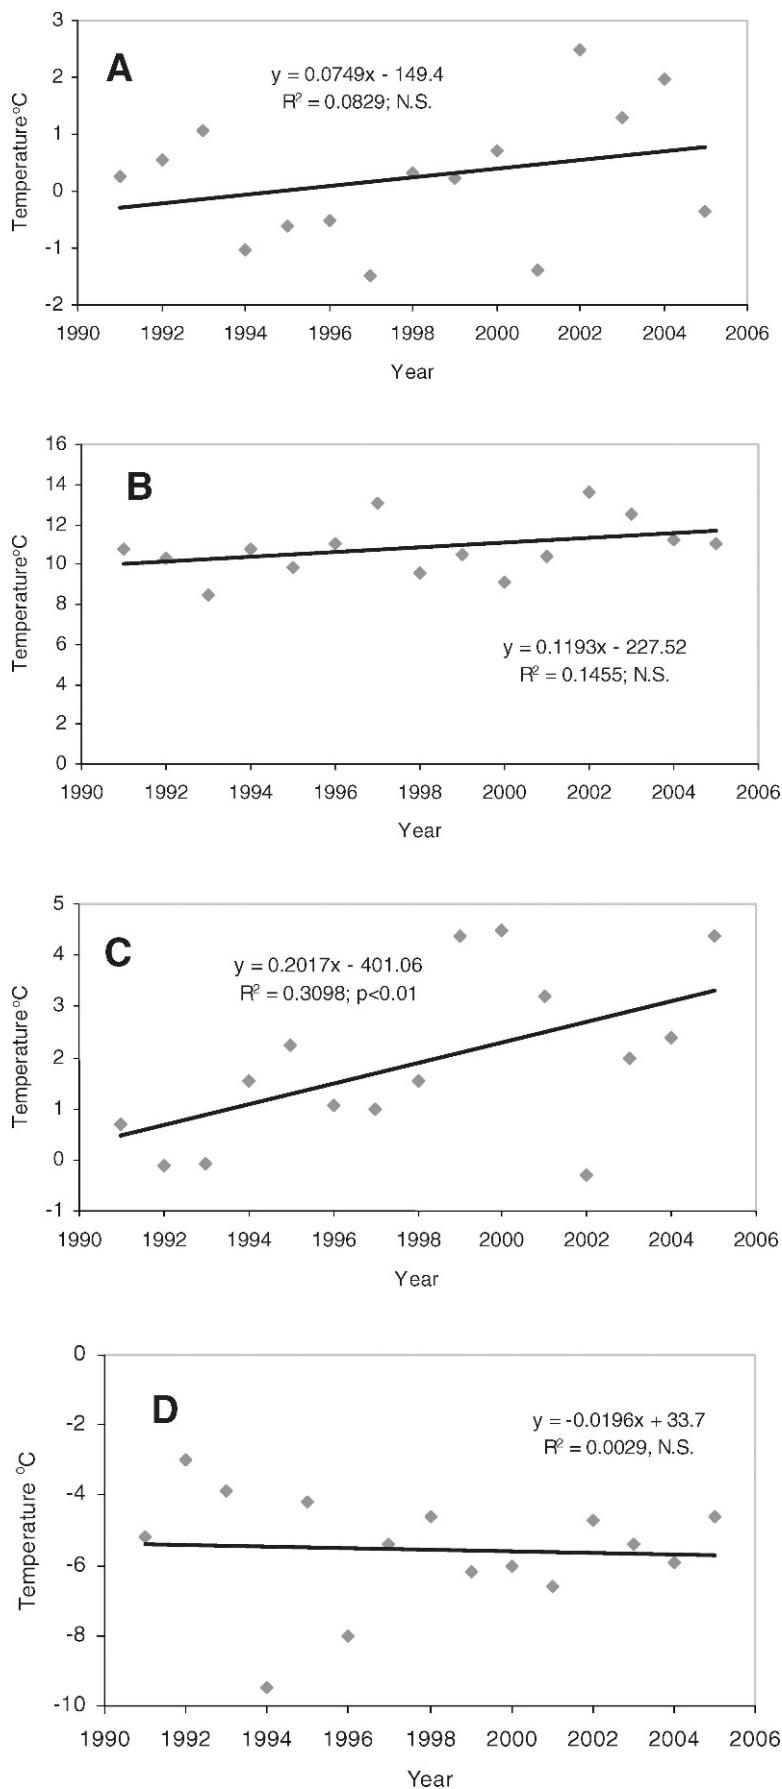 A
y = 0.0749x - 149.4
R² = 0.0829; N.S.
Temperature°C
3
2
1
0
-1
-2
1990 1992 1994 1996 1998 2000 2002 2004 2006
Year
B
y = 0.1193x - 227.52
R² = 0.1455; N.S.
Temperature°C
16
14
12
10
8
6
4
2
0
1990 1992 1994 1996 1998 2000 2002 2004 2006
Year
C
y = 0.2017x - 401.06
R² = 0.3098; p<0.01
Temperature°C
5
4
3
2
1
0
-1
1990 1992 1994 1996 1998 2000 2002 2004 2006
Year
D
y = -0.0196x + 33.7
R² = 0.0029, N.S.
Temperature °C
0
-2
-4
-6
-8
-10
1990 1992 1994 1996 1998 2000 2002 2004 2006
Year